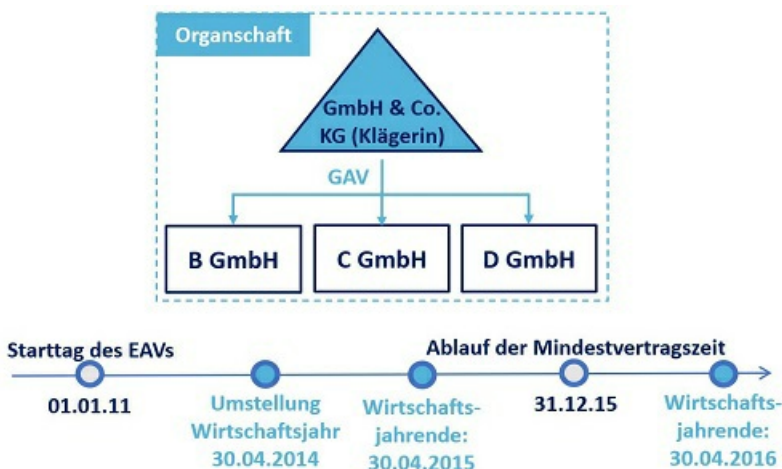 Organschaft
GmbH & Co.
KG (Klägerin)
GAV
B GmbH
C GmbH
D GmbH
Starttag des EAVs
Ablauf der Mindestvertragszeit
01.01.11
Umstellung
Wirtschaftsjahr
30.04.2014
Wirtschafts-
jahrende:
30.04.2015
31.12.15
Wirtschafts-
jahrende:
30.04.2016